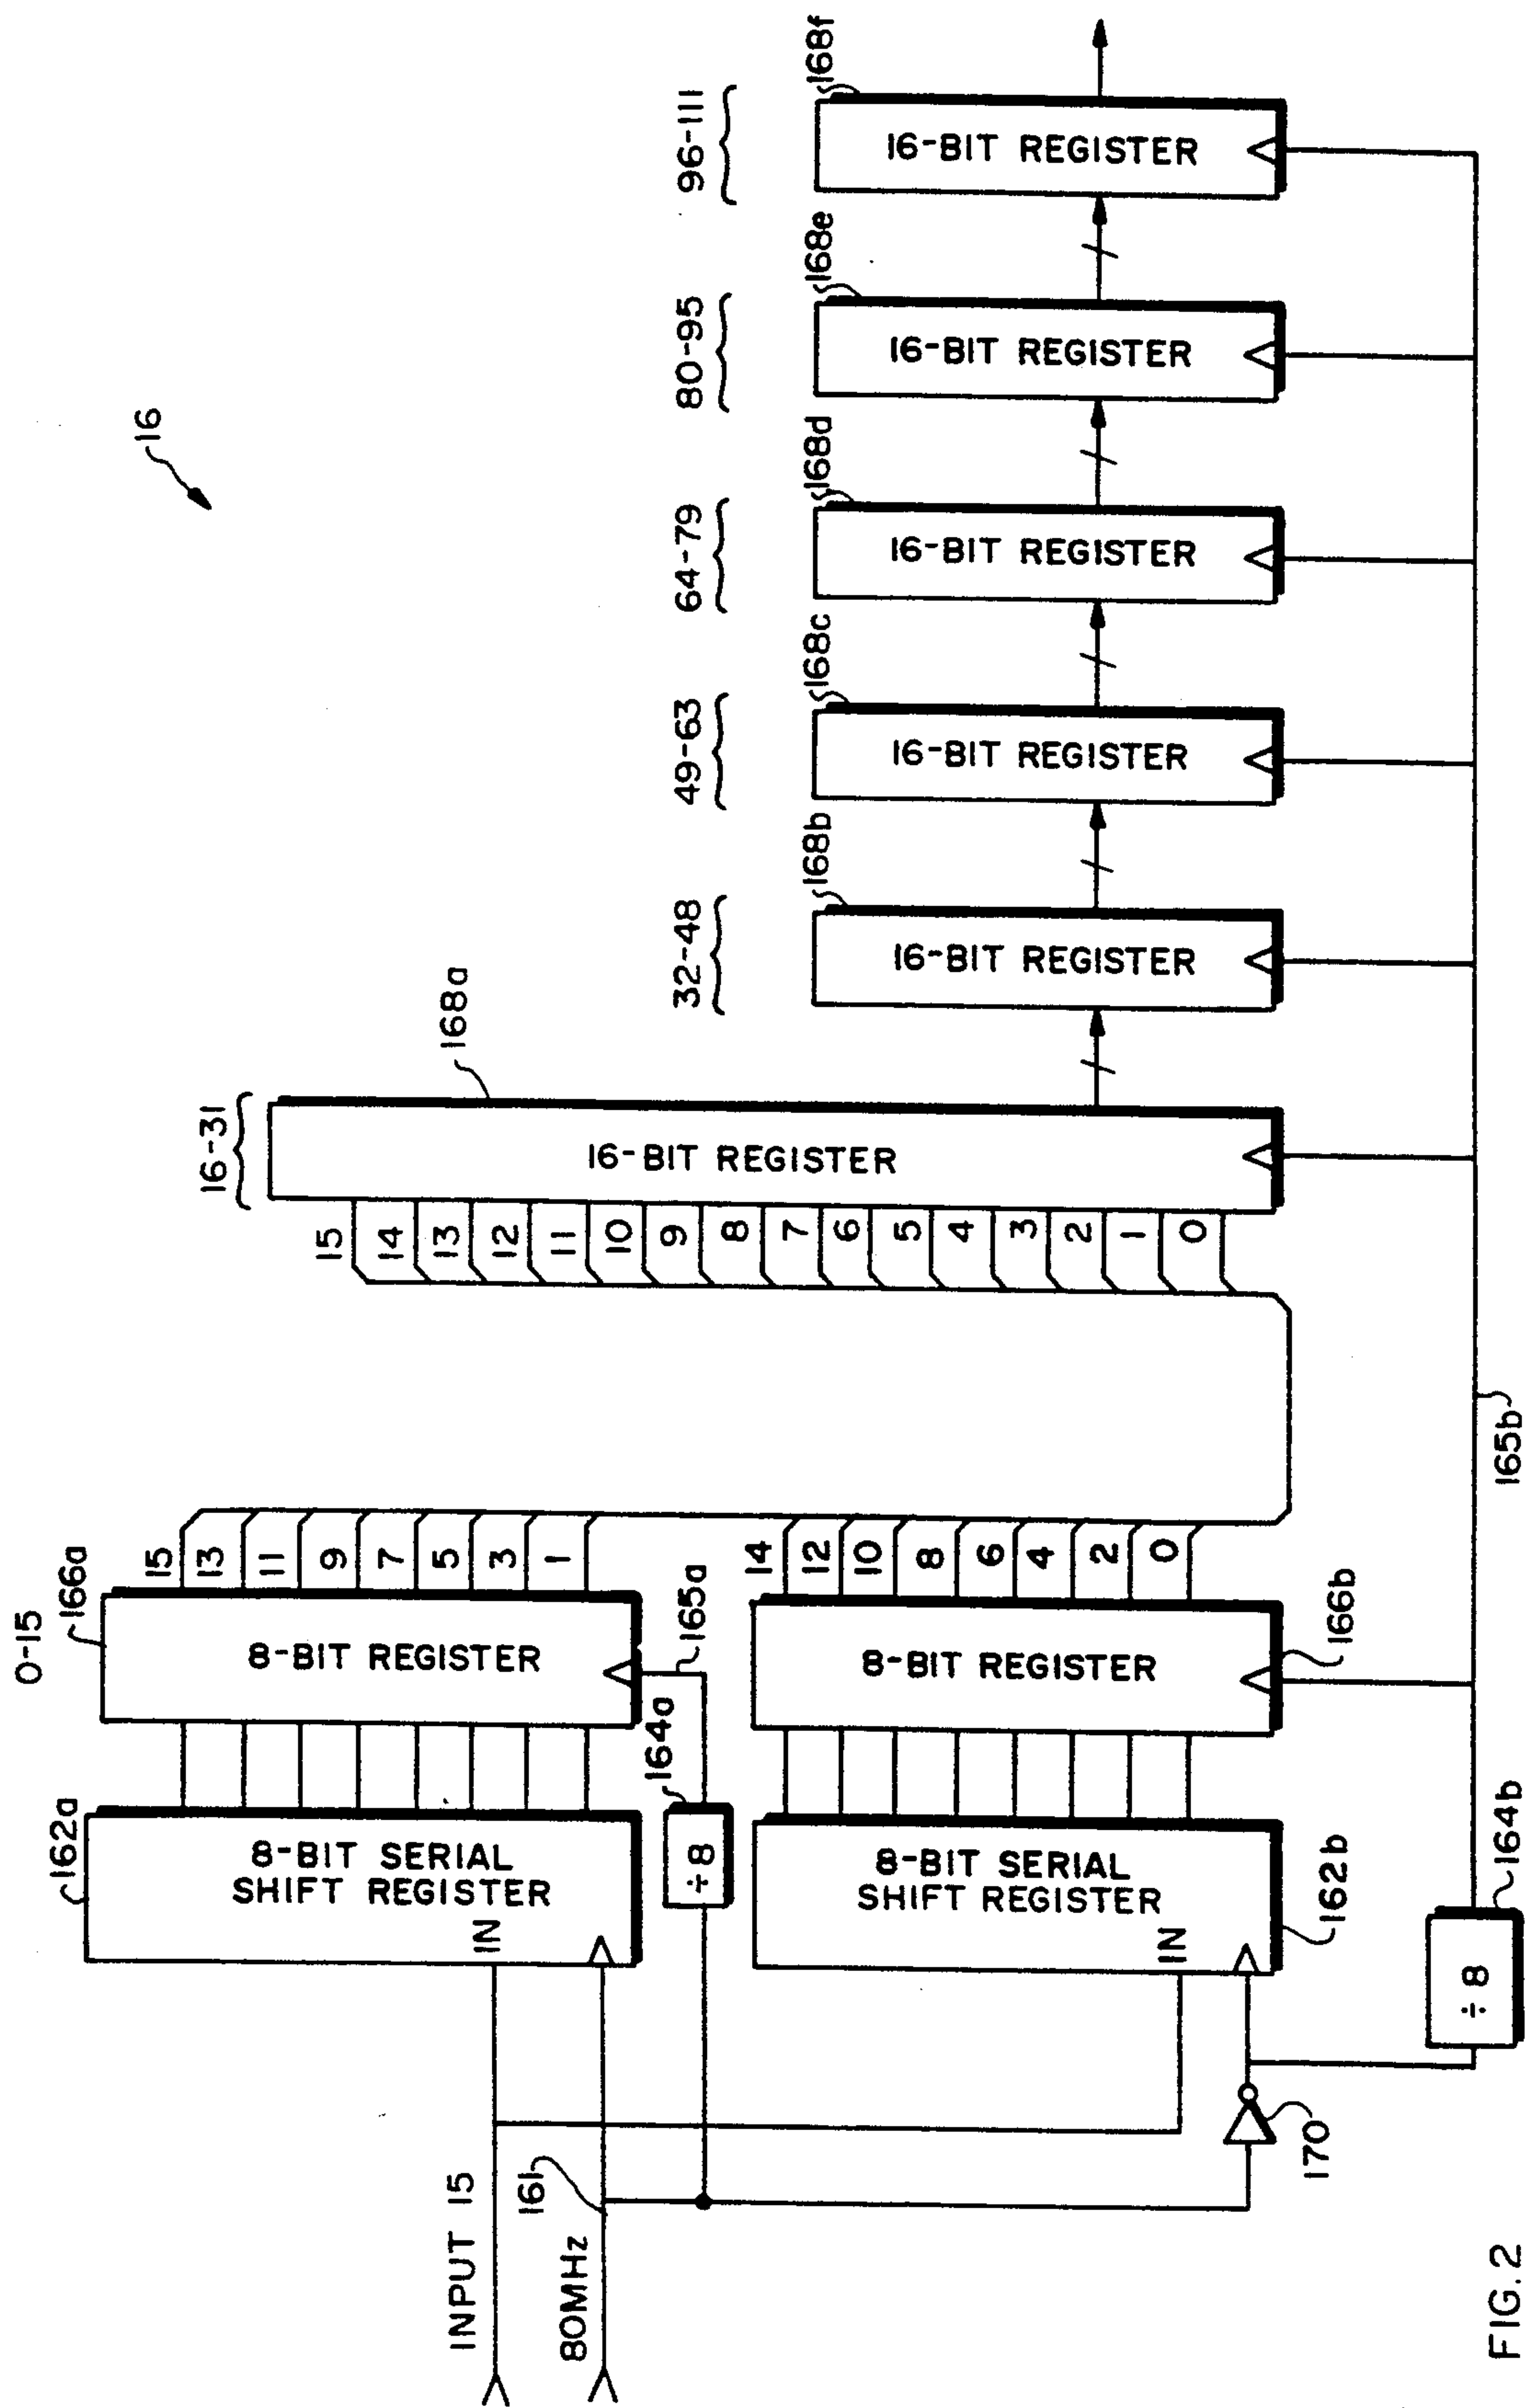 16
0-15
162a
166a
8-BIT SERIAL
SHIFT REGISTER
IN
8-BIT REGISTER
15
13
11
9
7
5
3
1
164a
÷8
165a
INPUT 15
80MHz
161
8-BIT SERIAL
SHIFT REGISTER
IN
162b
8-BIT REGISTER
166b
14
12
10
8
6
4
2
0
170
÷8
164b
165b
16-31
168a
16-BIT REGISTER
15
14
13
12
11
10
9
8
7
6
5
4
3
2
1
0
32-48
168b
16-BIT REGISTER
49-63
168c
16-BIT REGISTER
64-79
168d
16-BIT REGISTER
80-95
168e
16-BIT REGISTER
96-111
168f
16-BIT REGISTER
FIG. 2